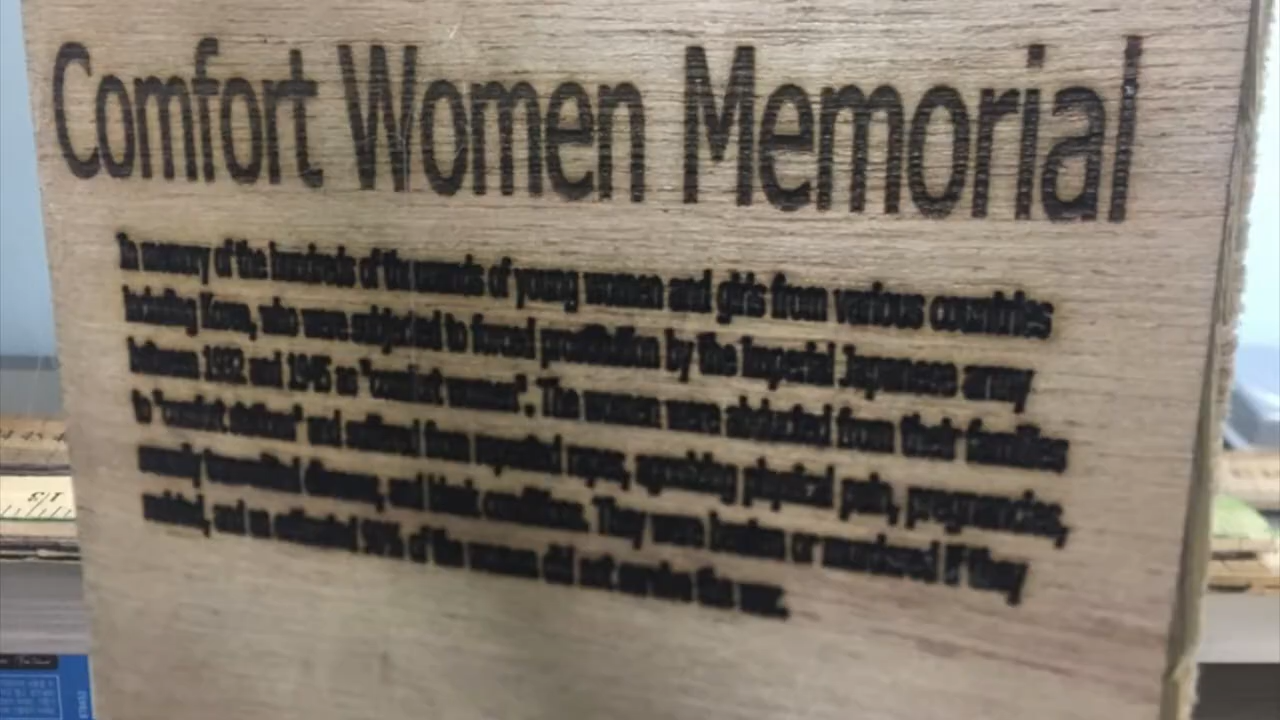 Comfort Women Memorial
In memory of the hundreds of thousands of young women and girls from various countries
including Korea, who were subjected to forced prostitution by the Imperial Japanese army
between 1932 and 1945 as "comfort women". The women were abducted from their families
to "comfort stations" and suffered from repeated rapes, agonizing physical pain, pregnancies,
sexually transmitted diseases, and bleak conditions. They were beaten or murdered if they
resisted, and an estimated 90% of the women did not survive the war.